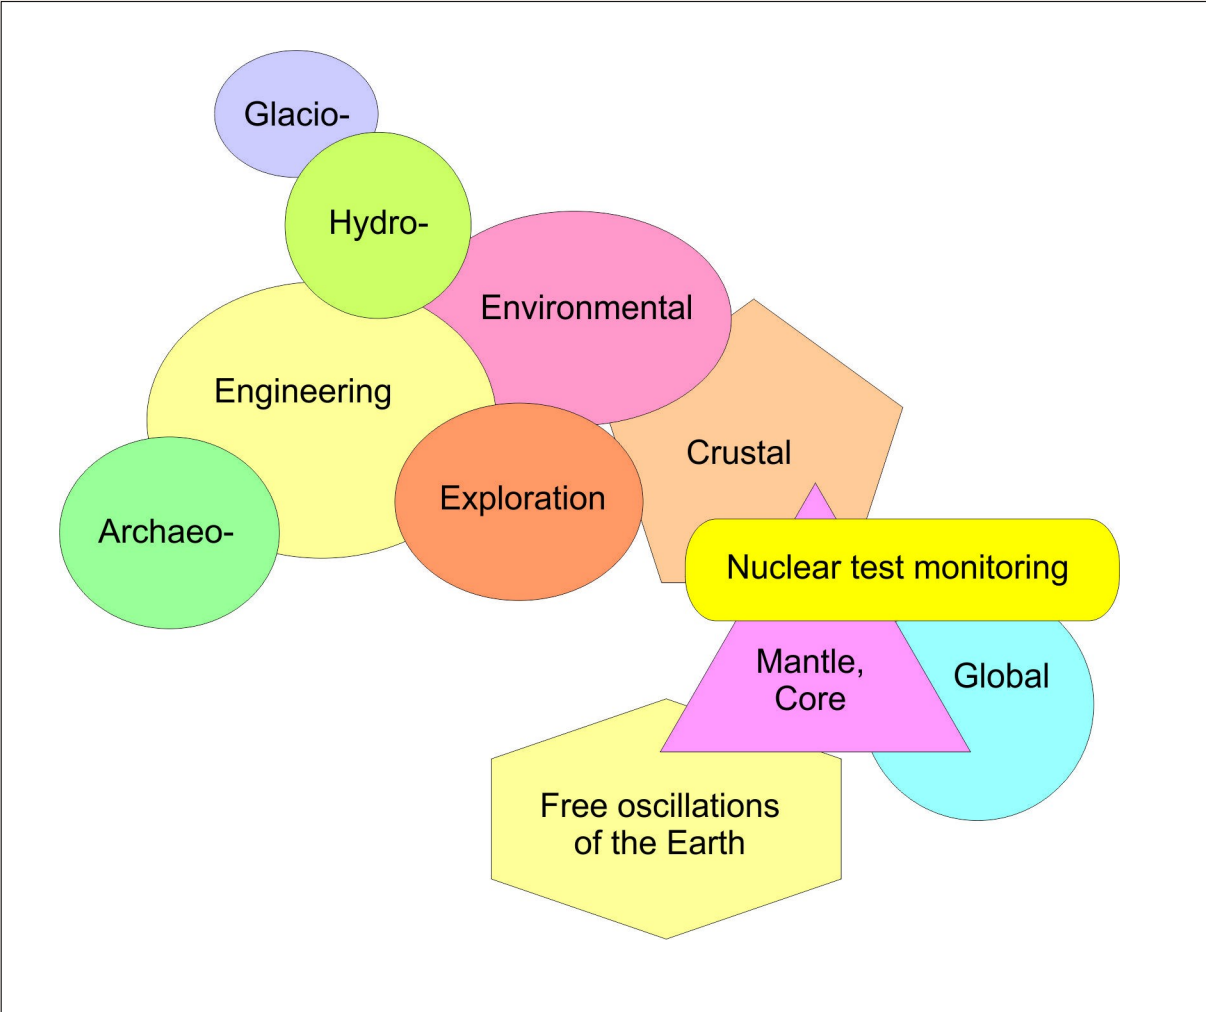 Glacio-
Hydro-
Environmental
Engineering
Crustal
Exploration
Archaeo-
Nuclear test monitoring
Mantle,
Core
Global
Free oscillations
of the Earth